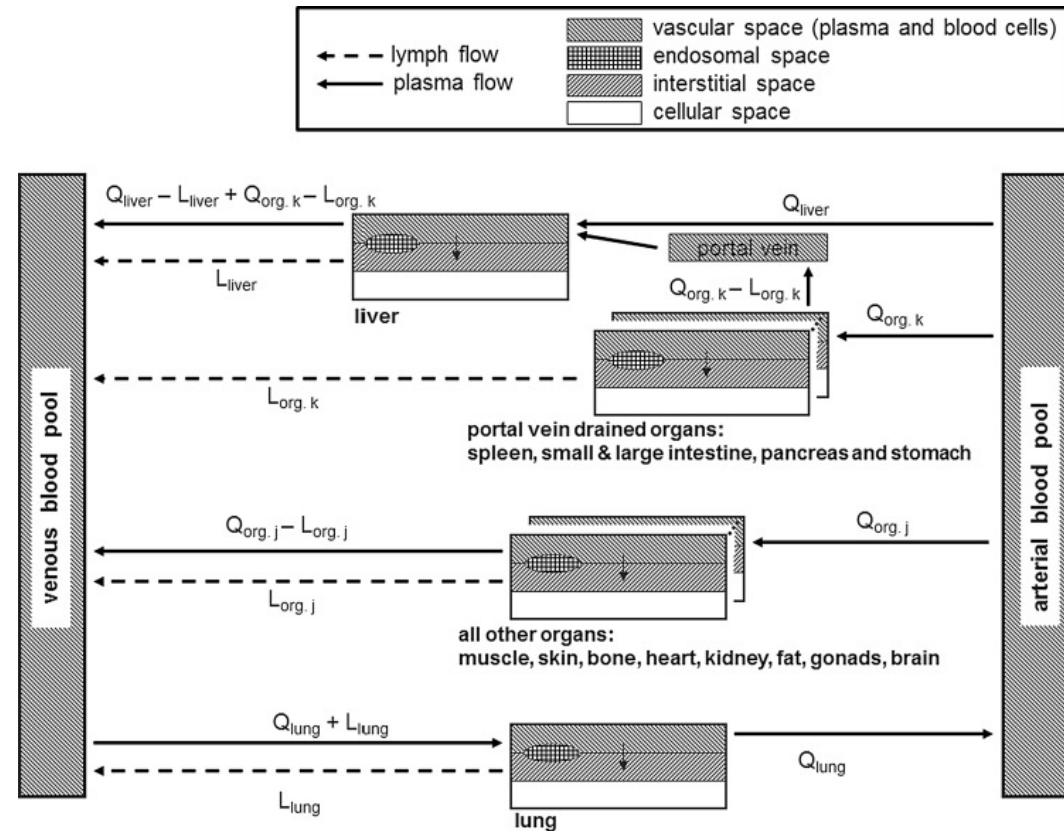 vascular space (plasma and blood cells)
lymph flow
endosomal space
plasma flow
interstitial space
cellular space
Qliver – Lliver + Qorg. k – Lorg. k
Qliver
portal vein
Lliver
liver
Qorg. k – Lorg. k
Qorg. k
Lorg. k
portal vein drained organs:
spleen, small & large intestine, pancreas and stomach
venous blood pool
arterial blood pool
Qorg. j – Lorg. j
Qorg. j
Lorg. j
all other organs:
muscle, skin, bone, heart, kidney, fat, gonads, brain
Qlung + Llung
Qlung
Llung
lung